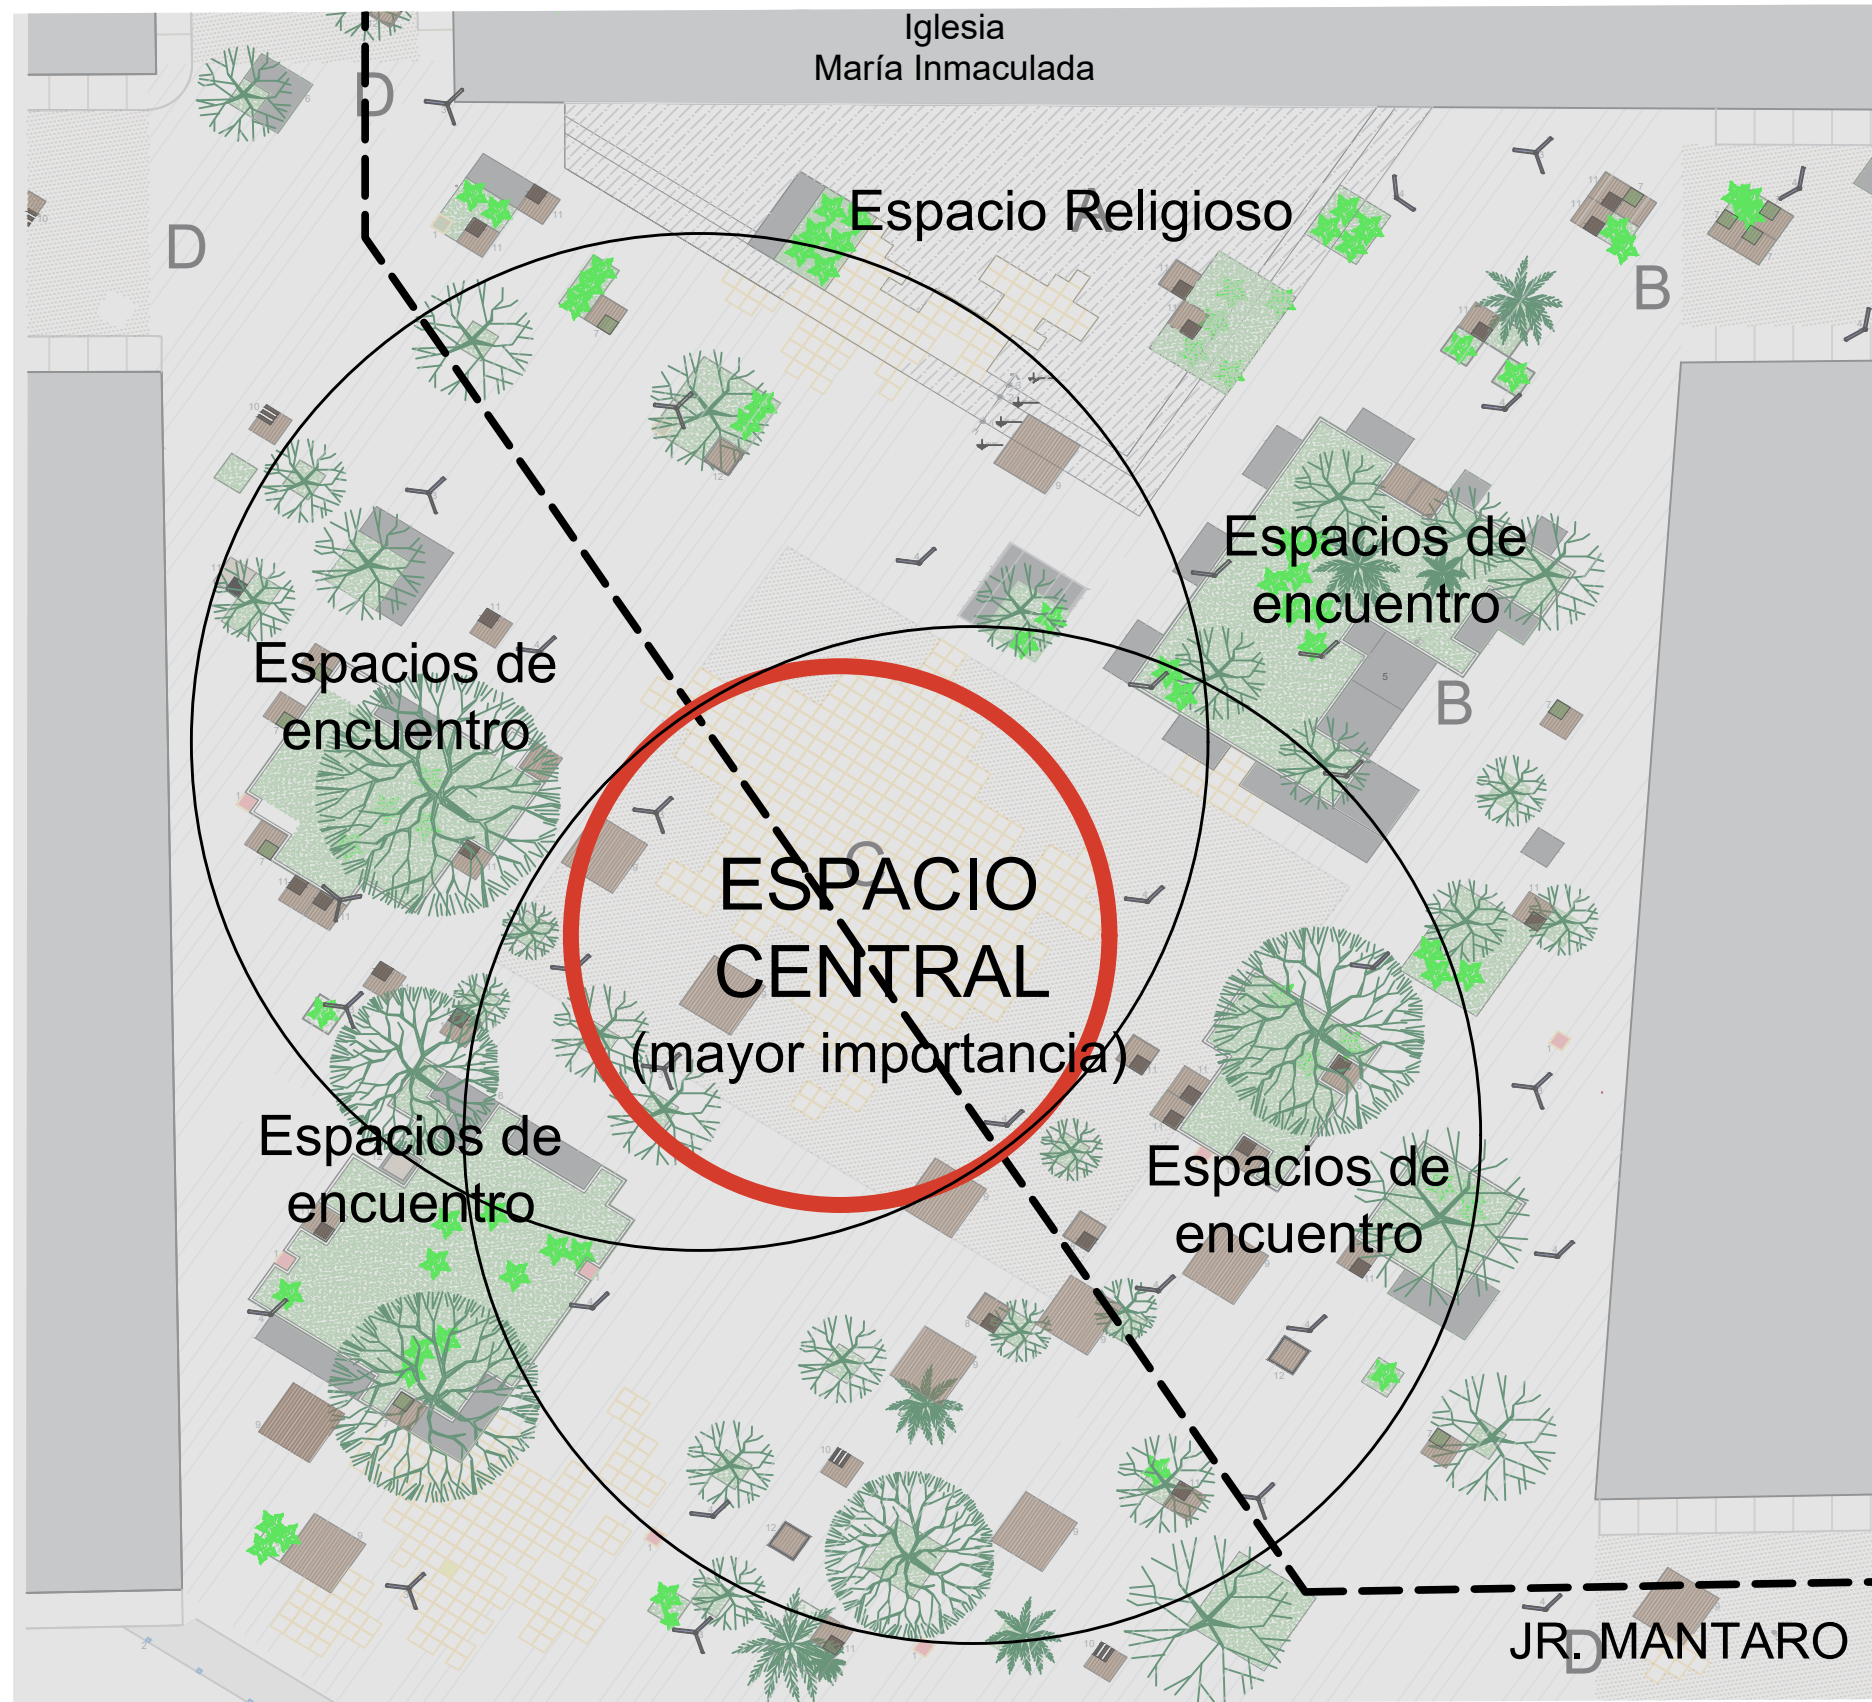 Iglesia
María Inmaculada
D
Espacio Religioso
A
D
B
Espacios de
encuentro
Espacios de
encuentro
B
5
C
ESPACIO
CENTRAL
(mayor importancia)
Espacios de
encuentro
Espacios de
encuentro
JR. MANTARO
D